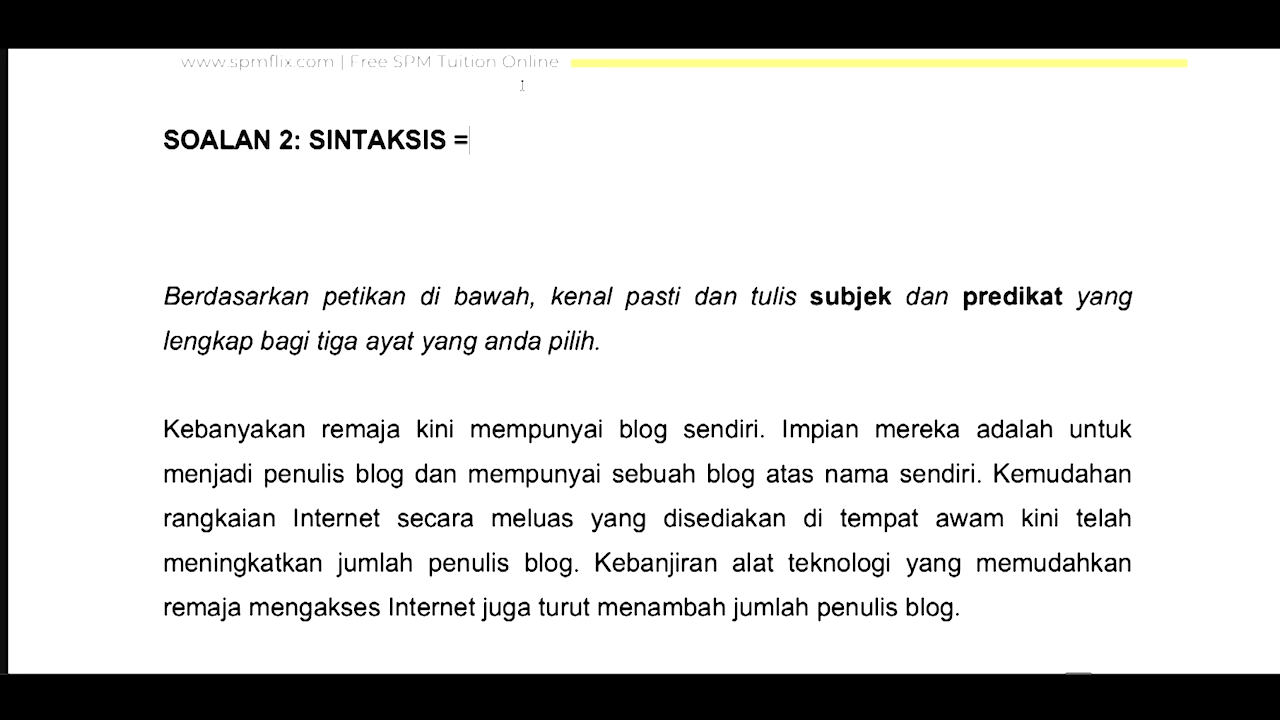 www.spmflix.com | Free SPM Tuition Online
SOALAN 2: SINTAKSIS =
Berdasarkan petikan di bawah, kenal pasti dan tulis subjek dan predikat yang
lengkap bagi tiga ayat yang anda pilih.
Kebanyakan remaja kini mempunyai blog sendiri. Impian mereka adalah untuk
menjadi penulis blog dan mempunyai sebuah blog atas nama sendiri. Kemudahan
rangkaian Internet secara meluas yang disediakan di tempat awam kini telah
meningkatkan jumlah penulis blog. Kebanjiran alat teknologi yang memudahkan
remaja mengakses Internet juga turut menambah jumlah penulis blog.